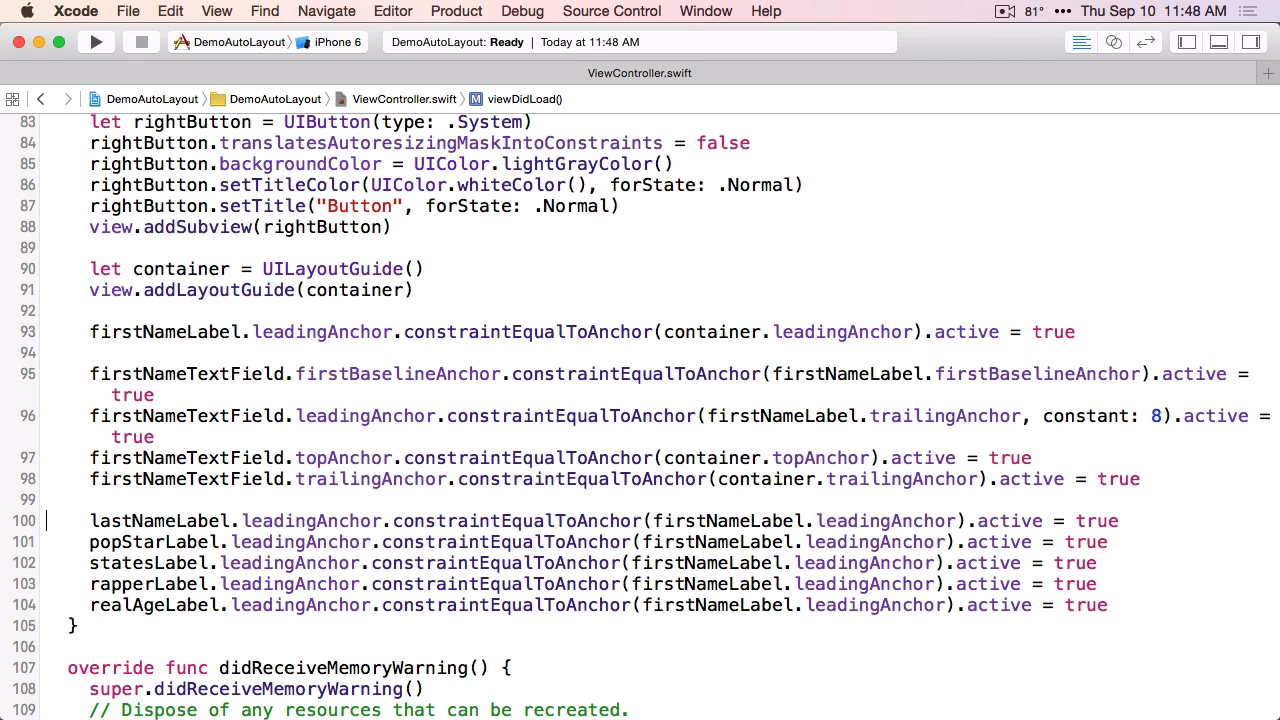 Xcode File Edit View Find Navigate Editor Product Debug Source Control Window Help 81° ••• Thu Sep 10 11:48 AM
DemoAutoLayout iPhone 6 DemoAutoLayout: Ready | Today at 11:48 AM
ViewController.swift
DemoAutoLayout DemoAutoLayout ViewController.swift M viewDidLoad()
83 let rightButton = UIButton(type: .System)
84 rightButton.translatesAutoresizingMaskIntoConstraints = false
85 rightButton.backgroundColor = UIColor.lightGrayColor()
86 rightButton.setTitleColor(UIColor.whiteColor(), forState: .Normal)
87 rightButton.setTitle("Button", forState: .Normal)
88 view.addSubview(rightButton)
89
90 let container = UILayoutGuide()
91 view.addLayoutGuide(container)
92
93 firstNameLabel.leadingAnchor.constraintEqualToAnchor(container.leadingAnchor).active = true
94
95 firstNameTextField.firstBaselineAnchor.constraintEqualToAnchor(firstNameLabel.firstBaselineAnchor).active =
true
96 firstNameTextField.leadingAnchor.constraintEqualToAnchor(firstNameLabel.trailingAnchor, constant: 8).active =
true
97 firstNameTextField.topAnchor.constraintEqualToAnchor(container.topAnchor).active = true
98 firstNameTextField.trailingAnchor.constraintEqualToAnchor(container.trailingAnchor).active = true
99
100 lastNameLabel.leadingAnchor.constraintEqualToAnchor(firstNameLabel.leadingAnchor).active = true
101 popStarLabel.leadingAnchor.constraintEqualToAnchor(firstNameLabel.leadingAnchor).active = true
102 statesLabel.leadingAnchor.constraintEqualToAnchor(firstNameLabel.leadingAnchor).active = true
103 rapperLabel.leadingAnchor.constraintEqualToAnchor(firstNameLabel.leadingAnchor).active = true
104 realAgeLabel.leadingAnchor.constraintEqualToAnchor(firstNameLabel.leadingAnchor).active = true
105 }
106
107 override func didReceiveMemoryWarning() {
108 super.didReceiveMemoryWarning()
109 // Dispose of any resources that can be recreated.